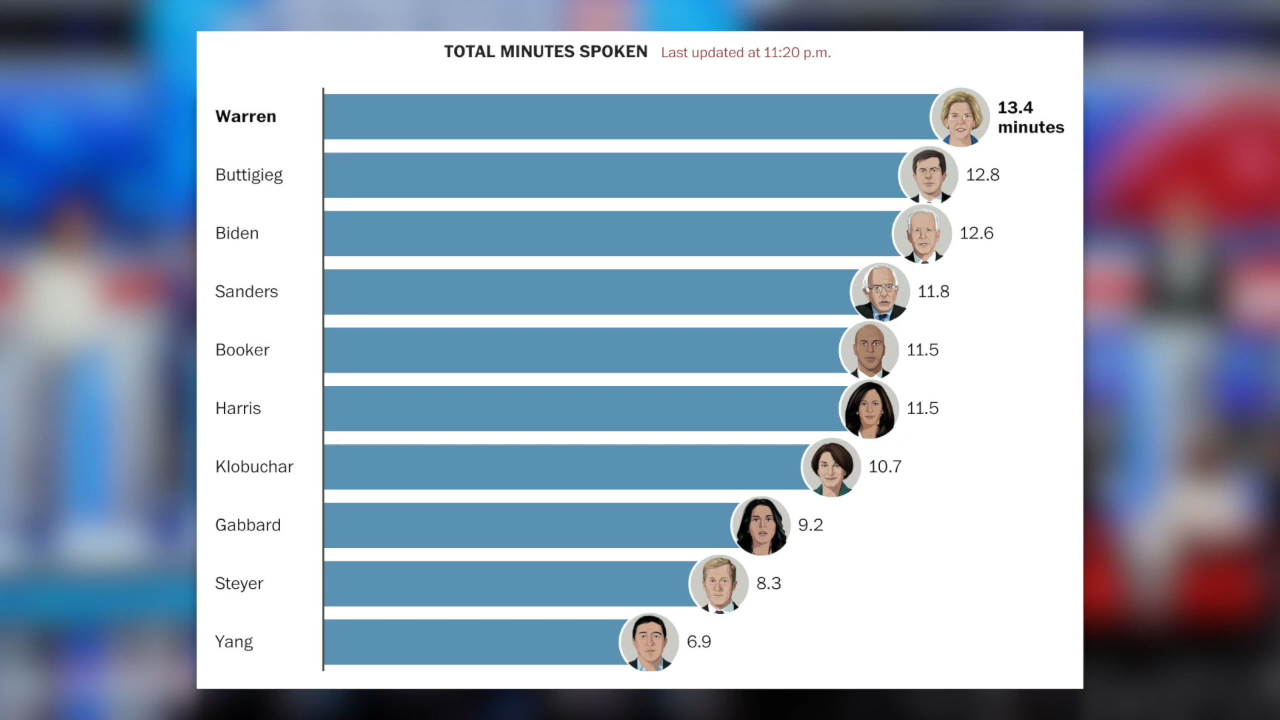 TOTAL MINUTES SPOKEN Last updated at 11:20 p.m.
Warren 13.4 minutes
Buttigieg 12.8
Biden 12.6
Sanders 11.8
Booker 11.5
Harris 11.5
Klobuchar 10.7
Gabbard 9.2
Steyer 8.3
Yang 6.9